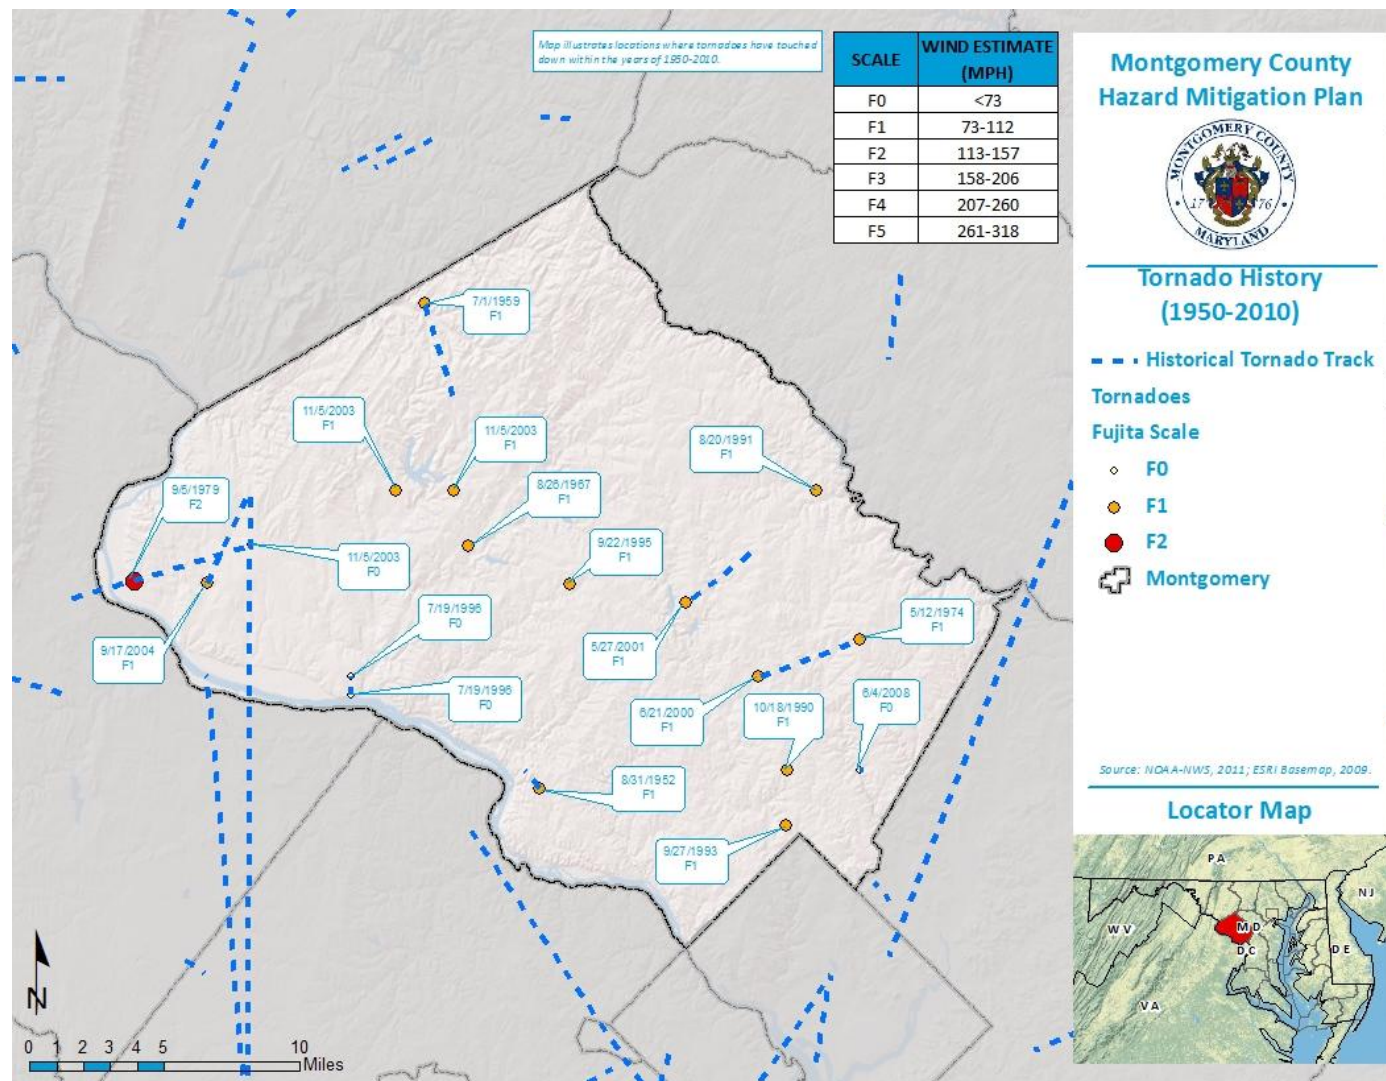 Map illustrates locations where tornadoes have touched
down within the years of 1950-2010.
SCALE WIND ESTIMATE
(MPH)
F0 <73
F1 73-112
F2 113-157
F3 158-206
F4 207-260
F5 261-318
Montgomery County
Hazard Mitigation Plan
MONTGOMERY COUNTY
17 76
MARYLAND
Tornado History
(1950-2010)
Historical Tornado Track
Tornadoes
Fujita Scale
F0
F1
F2
Montgomery
Source: NOAA-NWS, 2011; ESRI Basemap, 2009.
Locator Map
PA
NJ
WV
MD
DC
DE
VA
7/1/1959
F1
11/5/2003
F1
11/5/2003
F1
8/20/1991
F1
9/5/1979
F2
8/26/1967
F1
9/22/1995
F1
11/5/2003
F0
7/19/1996
F0
5/12/1974
F1
9/17/2004
F1
5/27/2001
F1
7/19/1996
F0
6/21/2000
F1
10/18/1990
F1
6/4/2008
F0
8/31/1952
F1
9/27/1993
F1
N
0 1 2 3 4 5 10
Miles